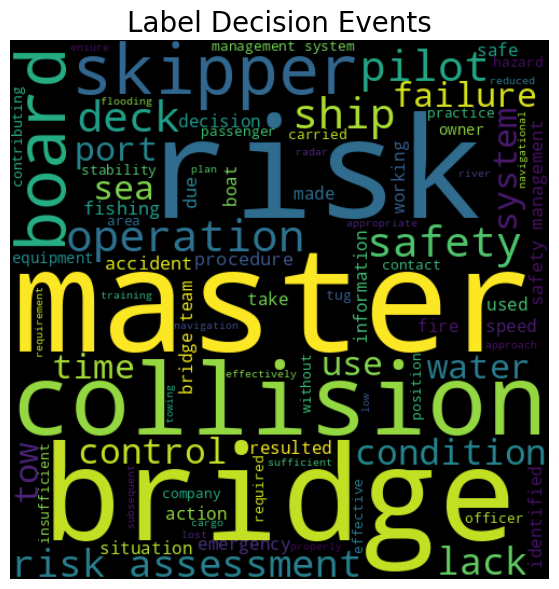 Label Decision Events
ensure
management system
safe
skipper
pilot
hazard
board
contributing
flooding
failure
reduced
deck
decision
ship
practice
passenger
carried
owner
risk
port
radar
navigational
system
stability
plan
river
sea
due
boat
made
working
fishing
area
appropriate
safety management
operation
safety
equipment
accident
procedure
information
contact
master
requirement
training
bridge team
take
tug
used
navigation
fire
speed
approach
time
use
water
without
position
effectively
towing
low
collision
tow
control
resulted
condition
insufficient
bridge
sufficient
required
effective
identified
subsequent
company
action
cargo
officer
lost
situation
emergency
properly
risk assessment
lack